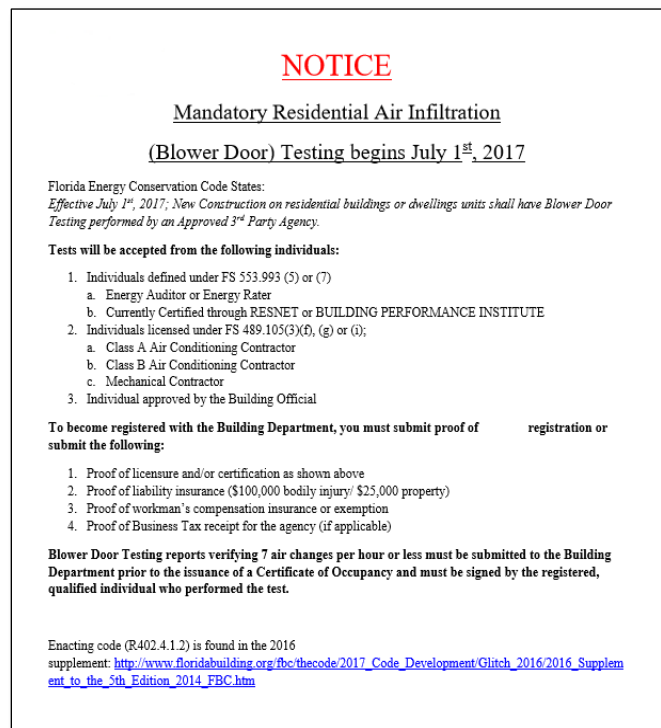 NOTICE
Mandatory Residential Air Infiltration
(Blower Door) Testing begins July 1st, 2017
Florida Energy Conservation Code States:
Effective July 1st, 2017; New Construction on residential buildings or dwellings units shall have Blower Door
Testing performed by an Approved 3rd Party Agency.
Tests will be accepted from the following individuals:
1. Individuals defined under FS 553.993 (5) or (7)
a. Energy Auditor or Energy Rater
b. Currently Certified through RESNET or BUILDING PERFORMANCE INSTITUTE
2. Individuals licensed under FS 489.105(3)(f), (g) or (i);
a. Class A Air Conditioning Contractor
b. Class B Air Conditioning Contractor
c. Mechanical Contractor
3. Individual approved by the Building Official
To become registered with the Building Department, you must submit proof of registration or
submit the following:
1. Proof of licensure and/or certification as shown above
2. Proof of liability insurance ($100,000 bodily injury/ $25,000 property)
3. Proof of workman's compensation insurance or exemption
4. Proof of Business Tax receipt for the agency (if applicable)
Blower Door Testing reports verifying 7 air changes per hour or less must be submitted to the Building
Department prior to the issuance of a Certificate of Occupancy and must be signed by the registered,
qualified individual who performed the test.
Enacting code (R402.4.1.2) is found in the 2016
supplement: http://www.floridabuilding.org/fbc/thecode/2017_Code_Development/Glitch_2016/2016_Supplem
ent_to_the_5th_Edition_2014_FBC.htm